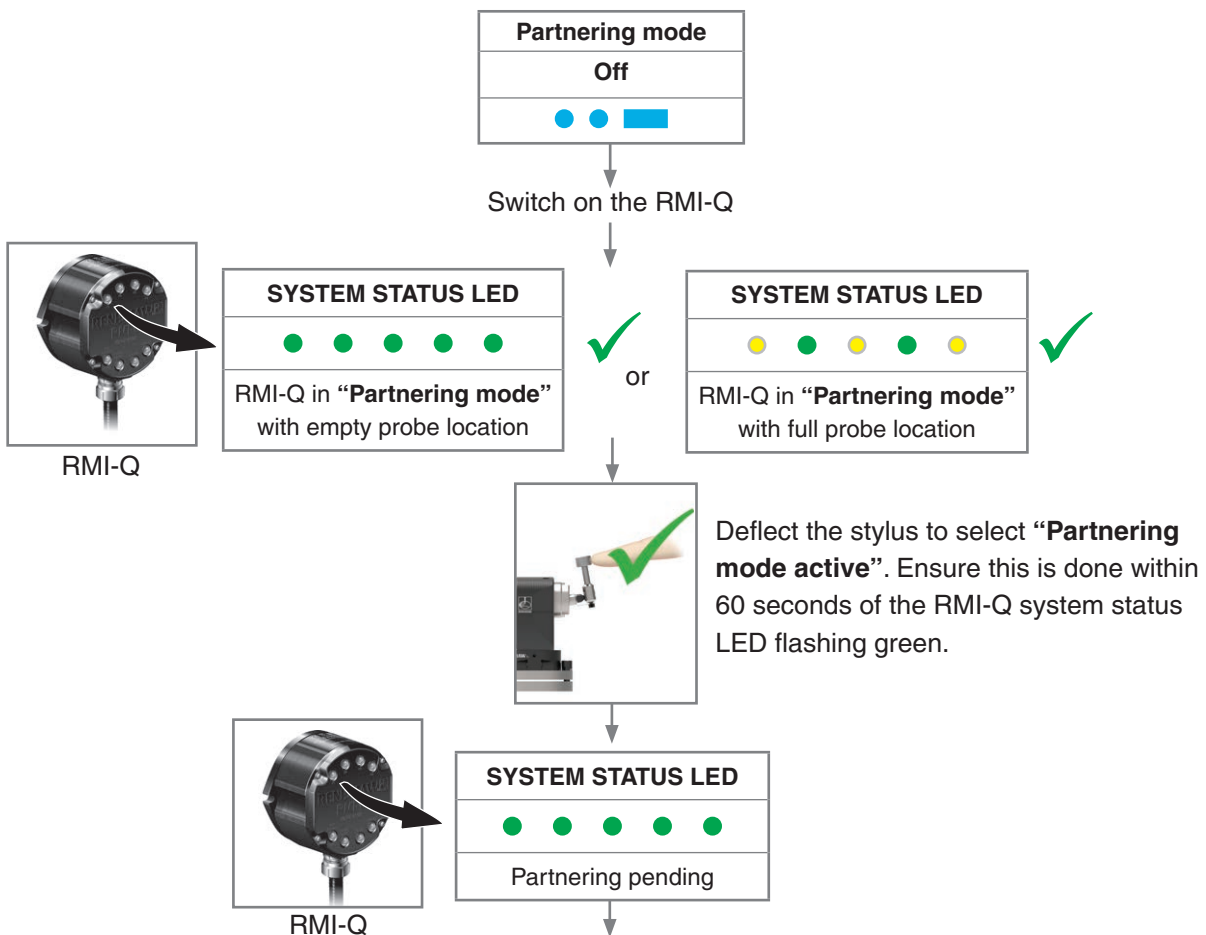 Partnering mode
Off
Switch on the RMI-Q
SYSTEM STATUS LED
RMI-Q in “Partnering mode”
with empty probe location
or
SYSTEM STATUS LED
RMI-Q in “Partnering mode”
with full probe location
RMI-Q
Deflect the stylus to select “Partnering
mode active”. Ensure this is done within
60 seconds of the RMI-Q system status
LED flashing green.
SYSTEM STATUS LED
Partnering pending
RMI-Q